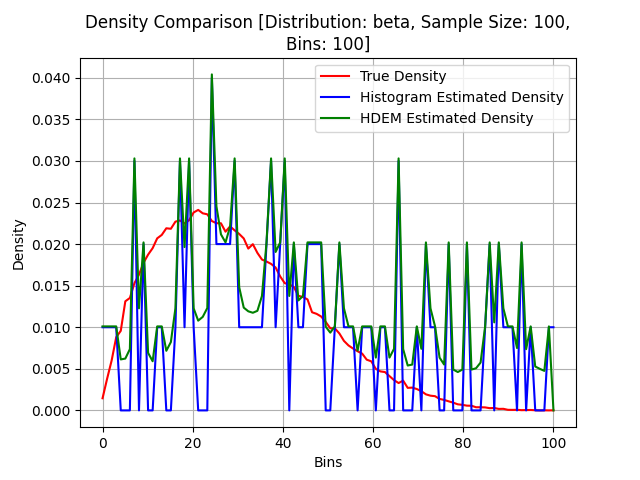 Density Comparison [Distribution: beta, Sample Size: 100,
Bins: 100]
True Density
Histogram Estimated Density
HDEM Estimated Density
Density
0.040
0.035
0.030
0.025
0.020
0.015
0.010
0.005
0.000
0 20 40 60 80 100
Bins